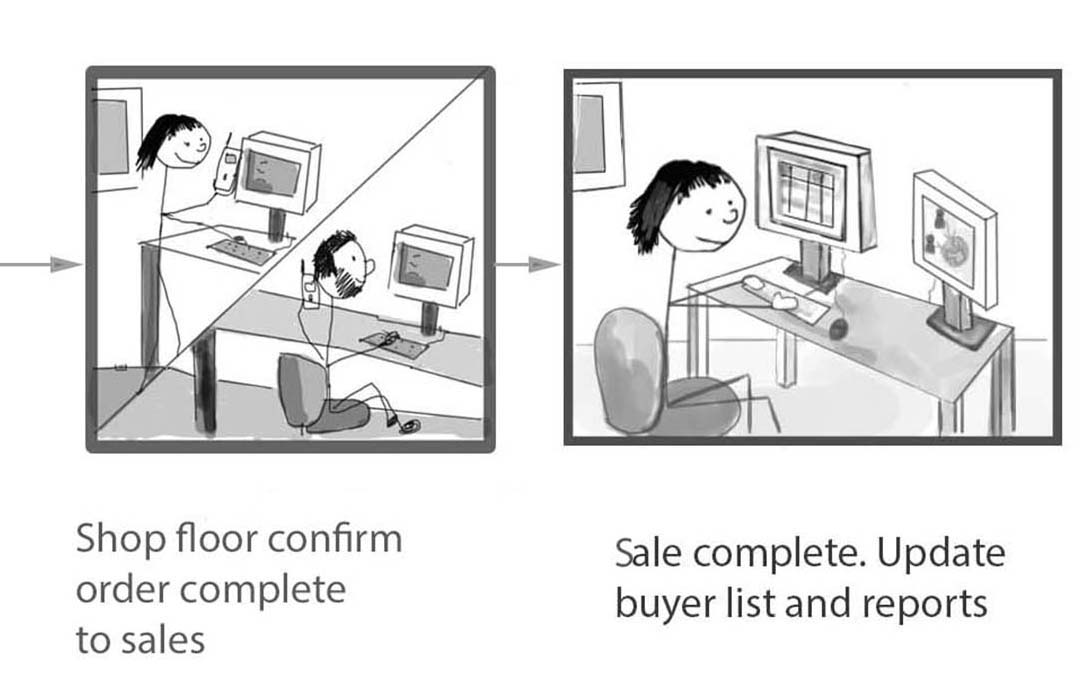 Shop floor confirm
order complete
to sales
Sale complete. Update
buyer list and reports